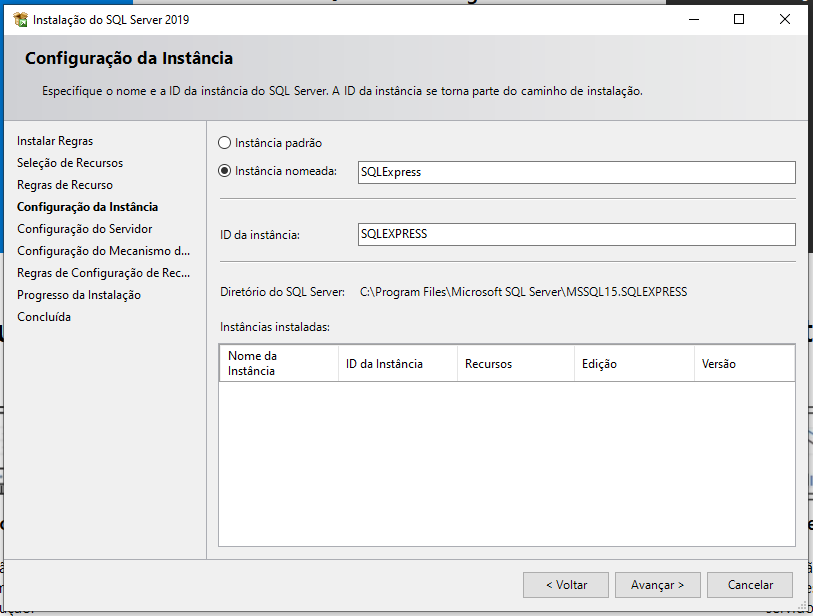 Instalação do SQL Server 2019
Configuração da Instância
Especifique o nome e a ID da instância do SQL Server. A ID da instância se torna parte do caminho de instalação.
Instalar Regras
Seleção de Recursos
Regras de Recurso
Configuração da Instância
Configuração do Servidor
Configuração do Mecanismo d...
Regras de Configuração de Rec...
Progresso da Instalação
Concluída
Instância padrão
Instância nomeada: SQLExpress
ID da instância: SQLEXPRESS
Diretório do SQL Server: C:\Program Files\Microsoft SQL Server\MSSQL15.SQLEXPRESS
Instâncias instaladas:
Nome da
Instância
ID da Instância
Recursos
Edição
Versão
< Voltar
Avançar >
Cancelar